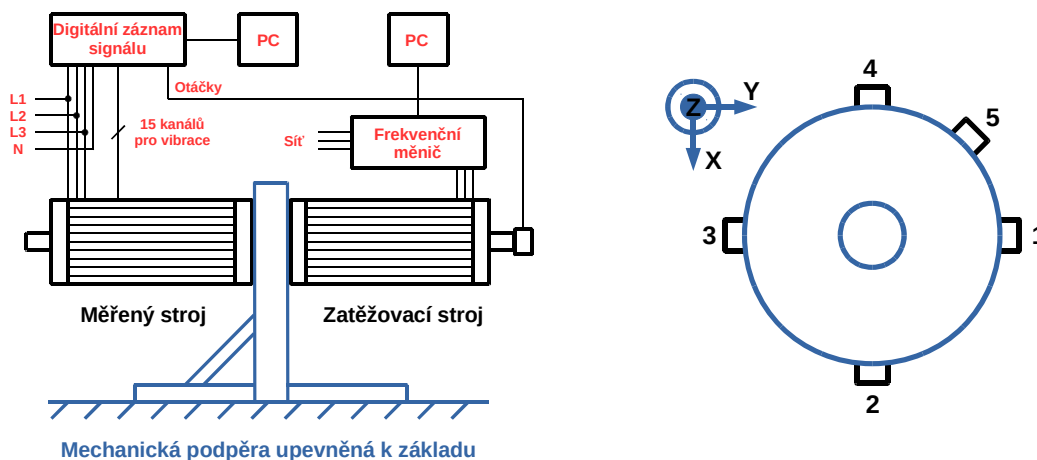 Digitální záznam
signálu
PC
PC
Otáčky
L1
L2
L3
N
15 kanálů
pro vibrace
Síť
Frekvenční
měnič
Měřený stroj
Zatěžovací stroj
Mechanická podpěra upevněná k základu
Z
Y
X
4
5
3
1
2